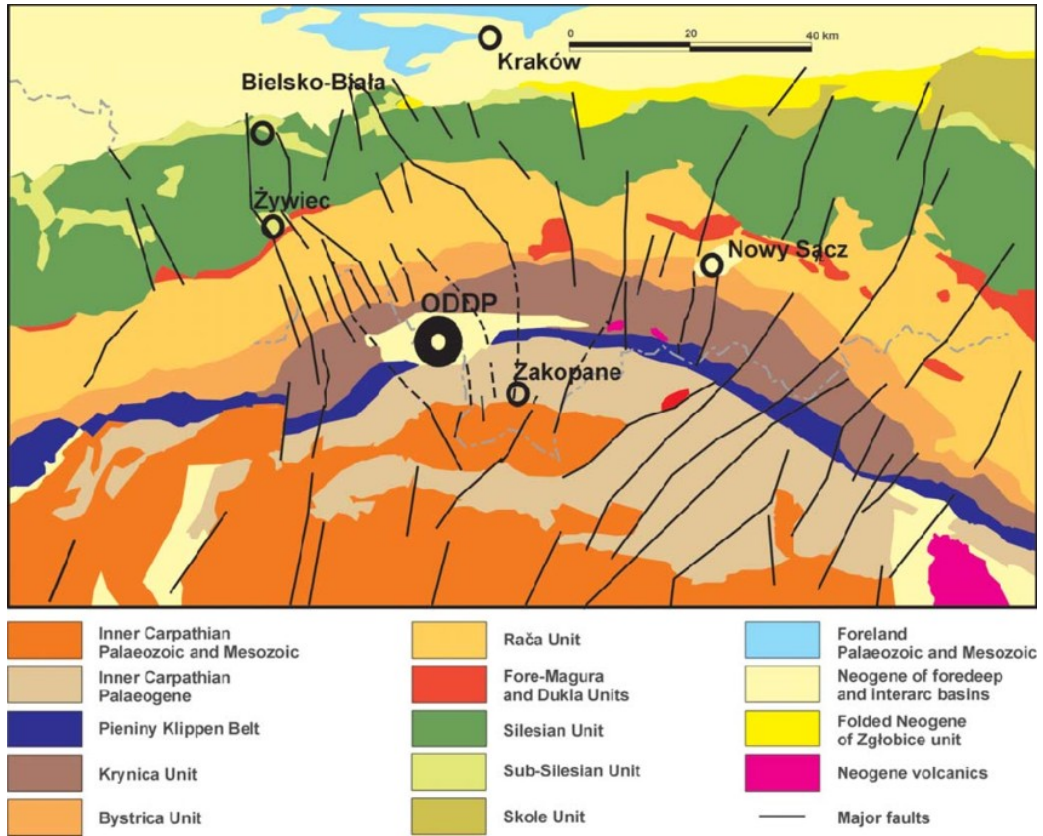 0
20
40 km
Kraków
Bielsko-Biała
Żywiec
Nowy Sącz
ODDP
Zakopane
Inner Carpathian
Palaeozoic and Mesozoic
Inner Carpathian
Palaeogene
Pieniny Klippen Belt
Krynica Unit
Bystrica Unit
Rača Unit
Fore-Magura
and Dukla Units
Silesian Unit
Sub-Silesian Unit
Skole Unit
Foreland
Palæozoic and Mesozoic
Neogene of foredeep
and interarc basins
Folded Neogene
of Zgłobice unit
Neogene volcanics
Major faults